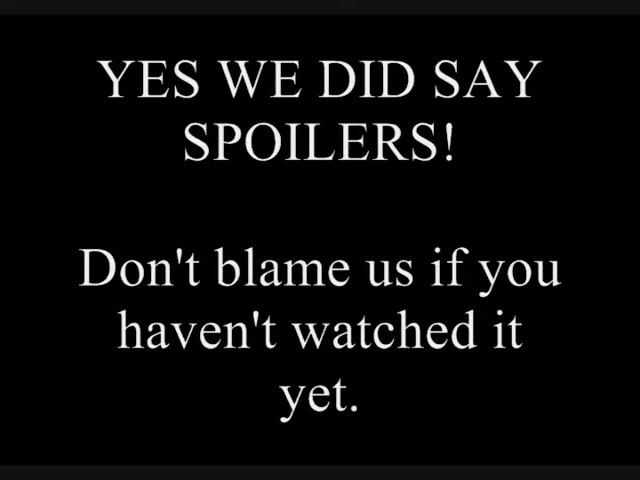 YES WE DID SAY
SPOILERS!
Don't blame us if you
haven't watched it
yet.